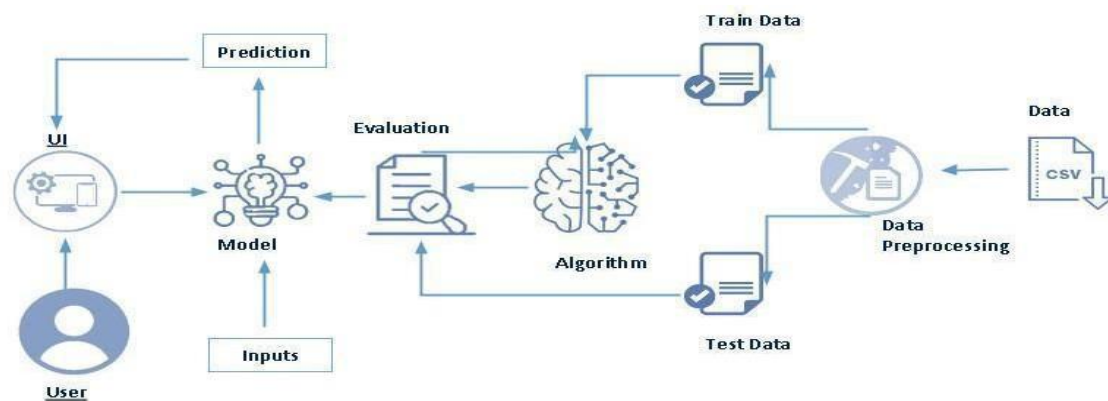 Train Data
Prediction
Data
Evaluation
UI
CSV
Model
Data
Preprocessing
Algorithm
Inputs
Test Data
User